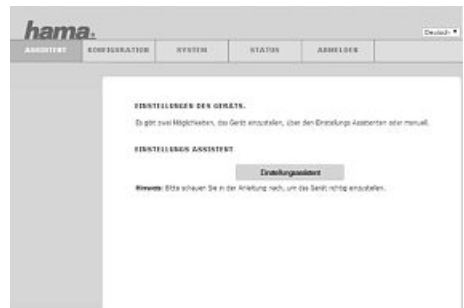 hama.
Deutsch
ASSISTENT KONFIGURATION SYSTEM STATUS ABMELDEN
EINSTELLUNGEN DES GERÄTS.
Es gibt zwei Möglichkeiten, das Gerät einzustellen, über den Einstellungs Assistenten oder manuell.
EINSTELLUNGS ASSISTENT
Einstellungsassistent
Hinweis: Bitte schauen Sie in der Anleitung nach, um das Gerät richtig einzustellen.